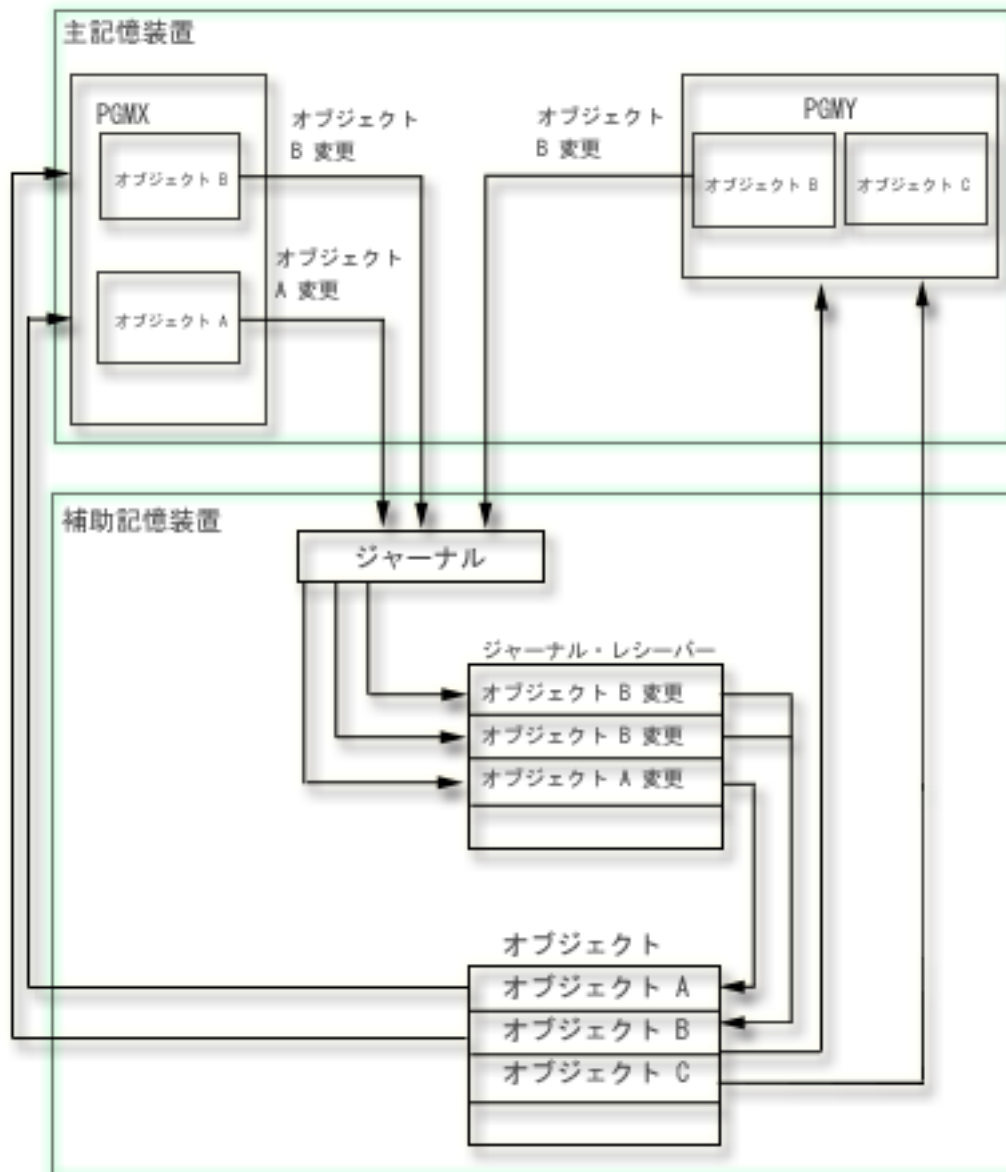 主記憶装置
PGMX
オブジェクト B
オブジェクト
B 変更
オブジェクト A
オブジェクト
A 変更
オブジェクト
B 変更
PGMY
オブジェクト B
オブジェクト C
補助記憶装置
ジャーナル
ジャーナル・レシーバー
オブジェクト B 変更
オブジェクト B 変更
オブジェクト A 変更
オブジェクト
オブジェクト A
オブジェクト B
オブジェクト C